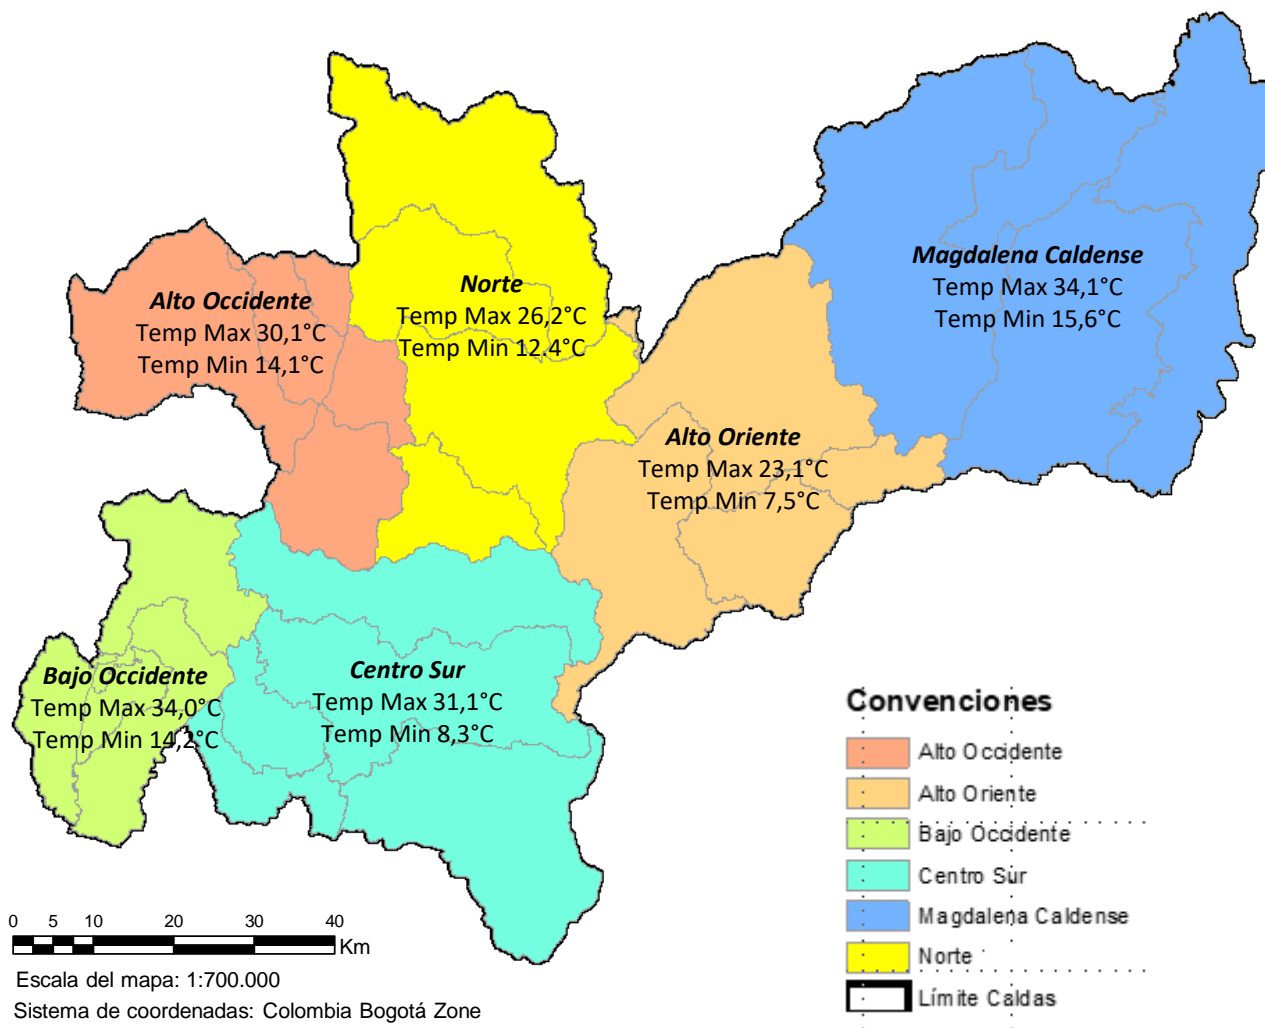 Magdalena Caldense
Temp Max 34,1°C
Temp Min 15,6°C
Norte
Temp Max 26,2°C
Temp Min 12.4°C
Alto Occidente
Temp Max 30,1°C
Temp Min 14,1°C
Alto Oriente
Temp Max 23,1°C
Temp Min 7,5°C
Bajo Occidente
Temp Max 34,0°C
Temp Min 14,2°C
Centro Sur
Temp Max 31,1°C
Temp Min 8,3°C
Convenciones
Alto Occidente
Alto Oriente
Bajo Occidente
Centro Sur
Magdalena Caldense
Norte
Límite Caldas
0 5 10 20 30 40
Km
Escala del mapa: 1:700.000
Sistema de coordenadas: Colombia Bogotá Zone